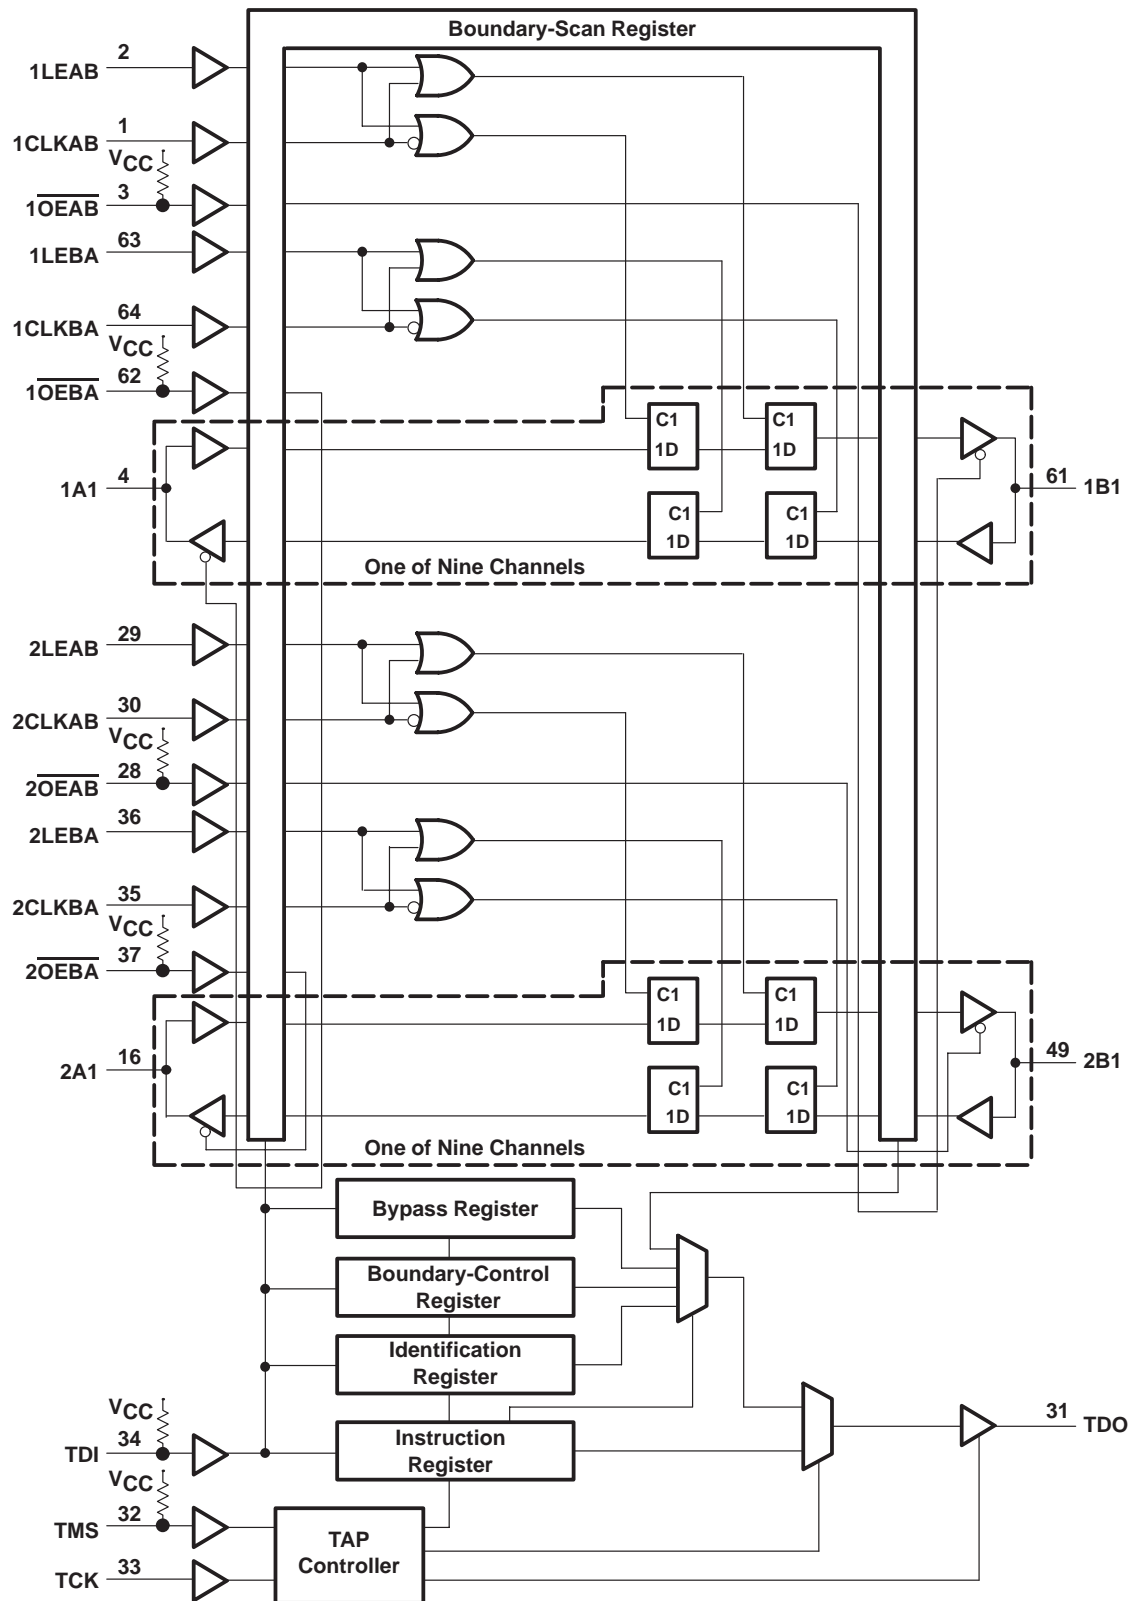 Boundary-Scan Register
2
1LEAB
1
1CLKAB
VCC
3
1OEAB
63
1LEBA
64
1CLKBA
VCC
62
1OEBA
C1
1D
C1
1D
4
1A1
61
1B1
C1
1D
C1
1D
One of Nine Channels
29
2LEAB
30
2CLKAB
VCC
28
2OEAB
36
2LEBA
35
2CLKBA
VCC
37
2OEBA
C1
1D
C1
1D
16
2A1
49
2B1
C1
1D
C1
1D
One of Nine Channels
Bypass Register
Boundary-Control
Register
Identification
Register
VCC
34
TDI
Instruction
Register
31
TDO
VCC
32
TMS
TAP
Controller
33
TCK